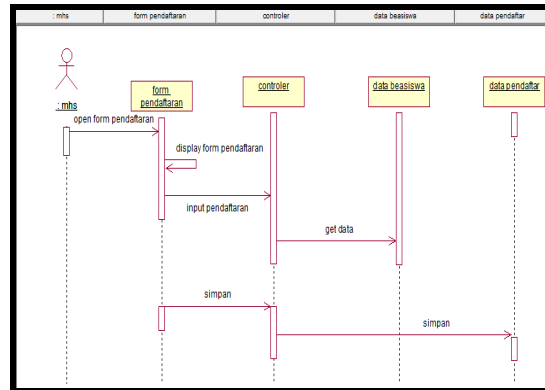 : mhs
form pendaftaran
controler
data beasiswa
data pendaftar
: mhs
form
pendaftaran
controler
data beasiswa
data pendaftar
open form pendaftaran
display form pendaftaran
input pendaftaran
get data
simpan
simpan